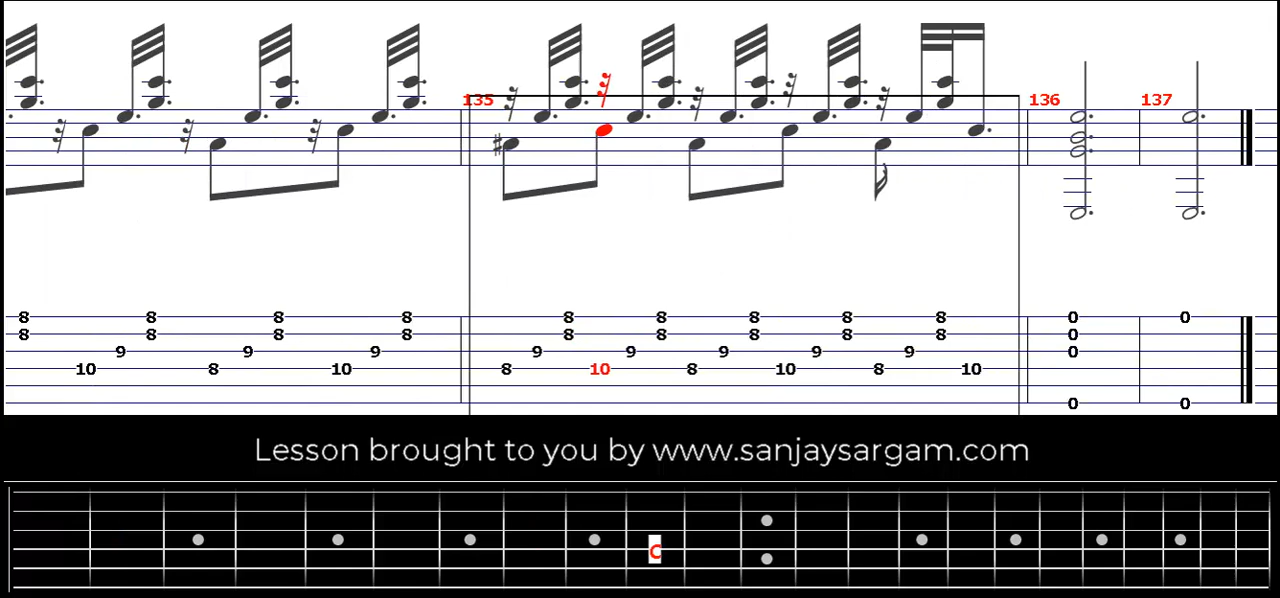 135 136 137
8 8 8 8 8 8 8 8 8 0 0
8 8 8 8 8 8 8 8 8 0
9 9 9 9 9 9 9 9 0
10 8 10 8 10 8 10 8 10
0 0
Lesson brought to you by www.sanjaysargam.com
C